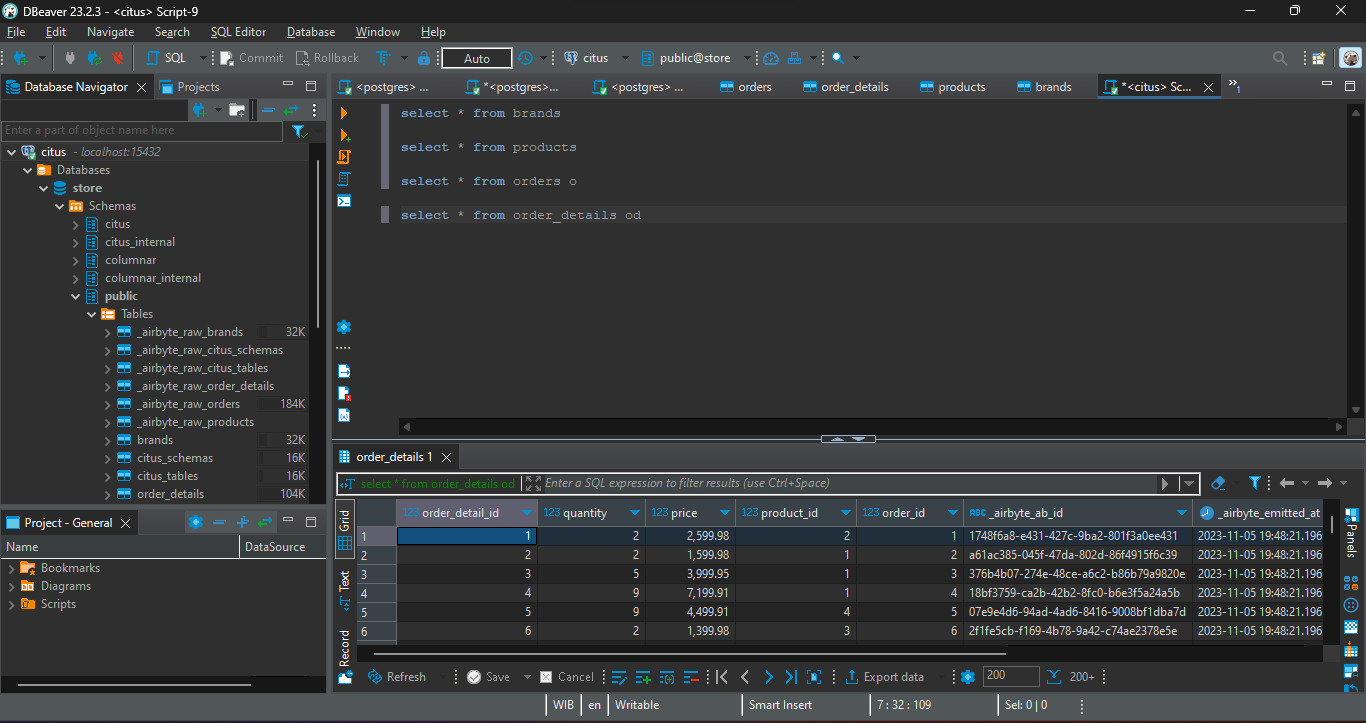 DBeaver 23.2.3 - <citus> Script-9
File Edit Navigate Search SQL Editor Database Window Help
SQL Commit Rollback Auto citus public@store
Database Navigator Projects
<postgres> ... *<postgres>... <postgres> ... orders order_details products brands *<citus> Sc... »1
Enter a part of object name here
citus - localhost:15432
Databases
store
Schemas
citus
citus_internal
columnar
columnar_internal
public
Tables
_airbyte_raw_brands 32K
_airbyte_raw_citus_schemas
_airbyte_raw_citus_tables
_airbyte_raw_order_details
_airbyte_raw_orders 184K
_airbyte_raw_products
brands 32K
citus_schemas 16K
citus_tables 16K
order_details 104K
select * from brands
select * from products
select * from orders o
select * from order_details od
Project - General
Name DataSource
Bookmarks
Diagrams
Scripts
order_details 1
select * from order_details od Enter a SQL expression to filter results (use Ctrl+Space)
Grid
Text
Record
123 order_detail_id 123 quantity 123 price 123 product_id 123 order_id ABC _airbyte_ab_id _airbyte_emitted_at
1 1 2 2,599.98 2 1 1748f6a8-e431-427c-9ba2-801f3a0ee431 2023-11-05 19:48:21.196
2 2 2 1,599.98 1 2 a61ac385-045f-47da-802d-86f4915f6c39 2023-11-05 19:48:21.196
3 3 5 3,999.95 1 3 376b4b07-274e-48ce-a6c2-b86b79a9820e 2023-11-05 19:48:21.196
4 4 9 7,199.91 1 4 18bf3759-ca2b-42b2-8fc0-b6e3f5a24a5b 2023-11-05 19:48:21.196
5 5 9 4,499.91 4 5 07e9e4d6-94ad-4ad6-8416-9008bf1dba7d 2023-11-05 19:48:21.196
6 6 2 1,399.98 3 6 2f1fe5cb-f169-4b78-9a42-c74ae2378e5e 2023-11-05 19:48:21.196
Panels
Refresh Save Cancel Export data 200 200+
WIB en Writable Smart Insert 7 : 32 : 109 Sel: 0 | 0